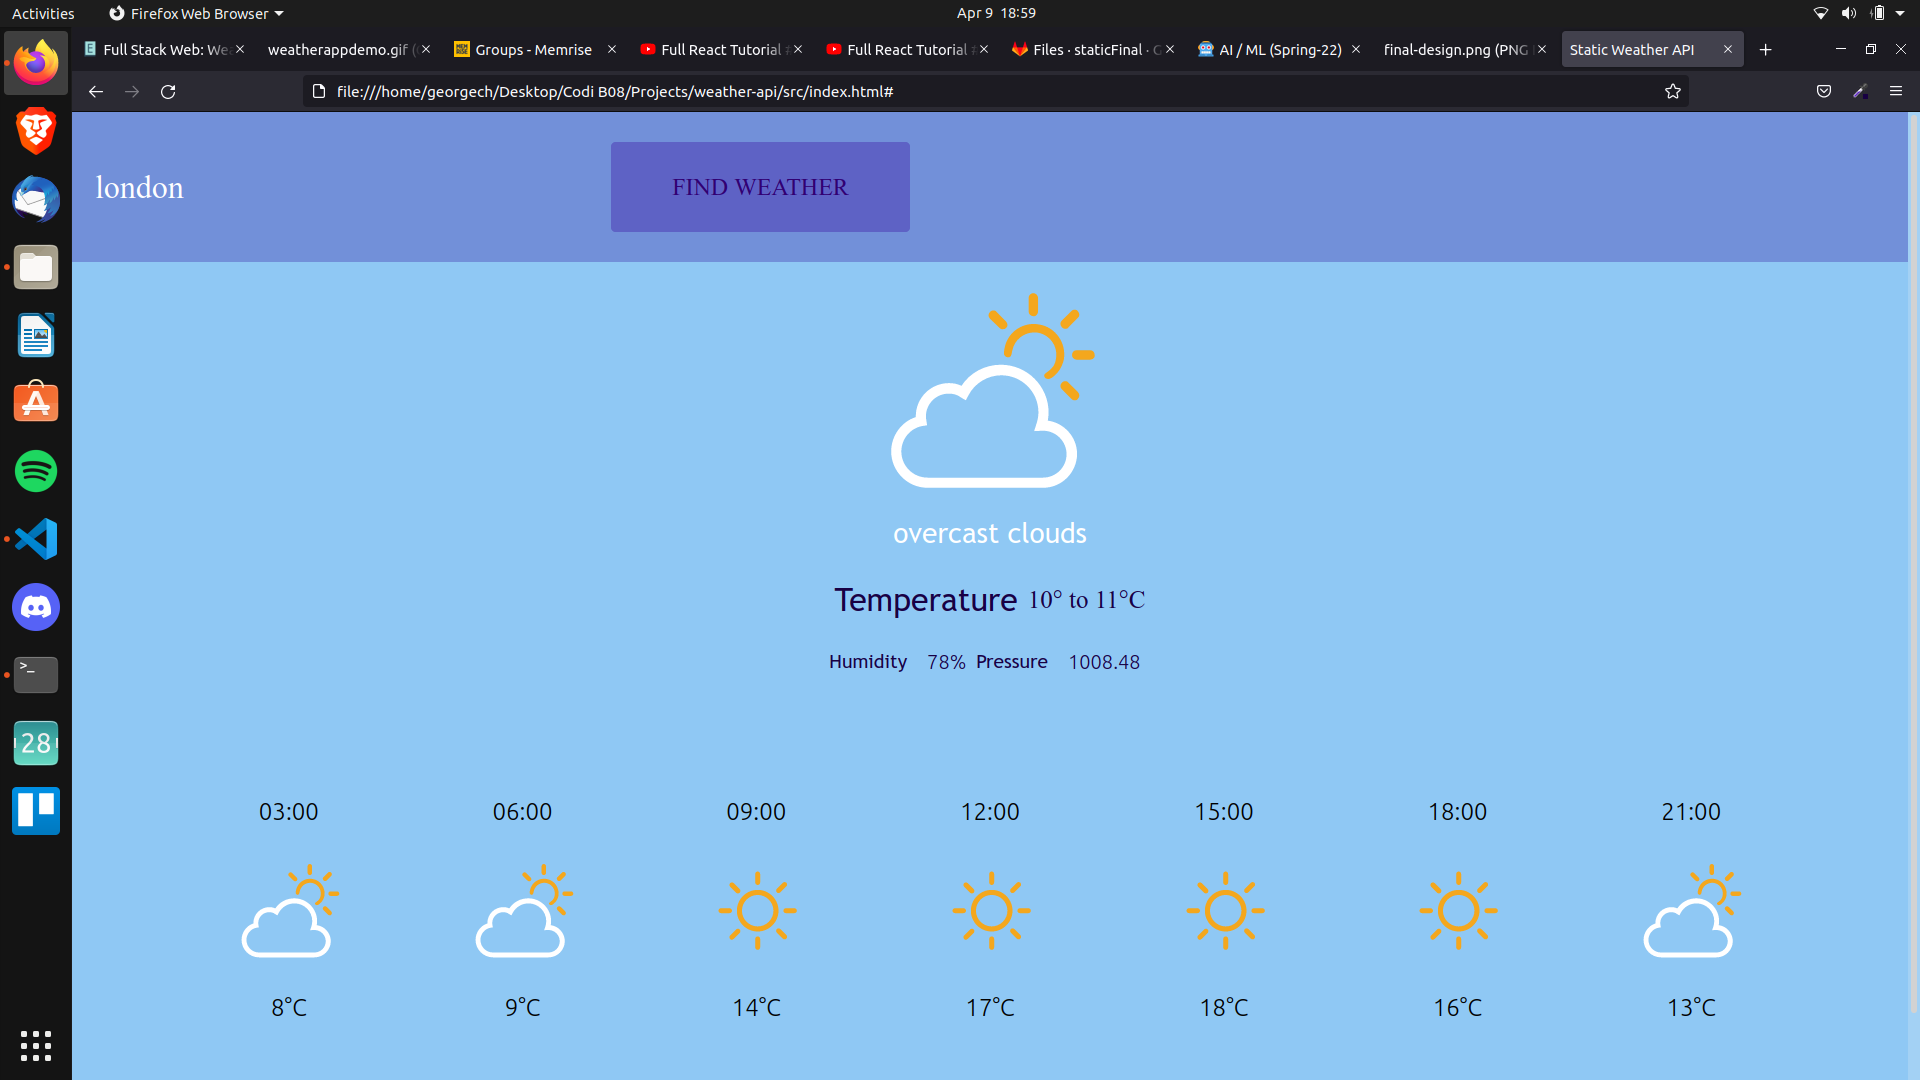 Activities Firefox Web Browser Apr 9 18:59
Full Stack Web: We weatherappdemo.gif ( Groups - Memrise Full React Tutorial Full React Tutorial Files · staticFinal · AI / ML (Spring-22) final-design.png (PNG Static Weather API
file:///home/georgech/Desktop/Codi B08/Projects/weather-api/src/index.html#
london FIND WEATHER
overcast clouds
Temperature 10° to 11°C
Humidity 78% Pressure 1008.48
28
03:00 06:00 09:00 12:00 15:00 18:00 21:00
8°C 9°C 14°C 17°C 18°C 16°C 13°C